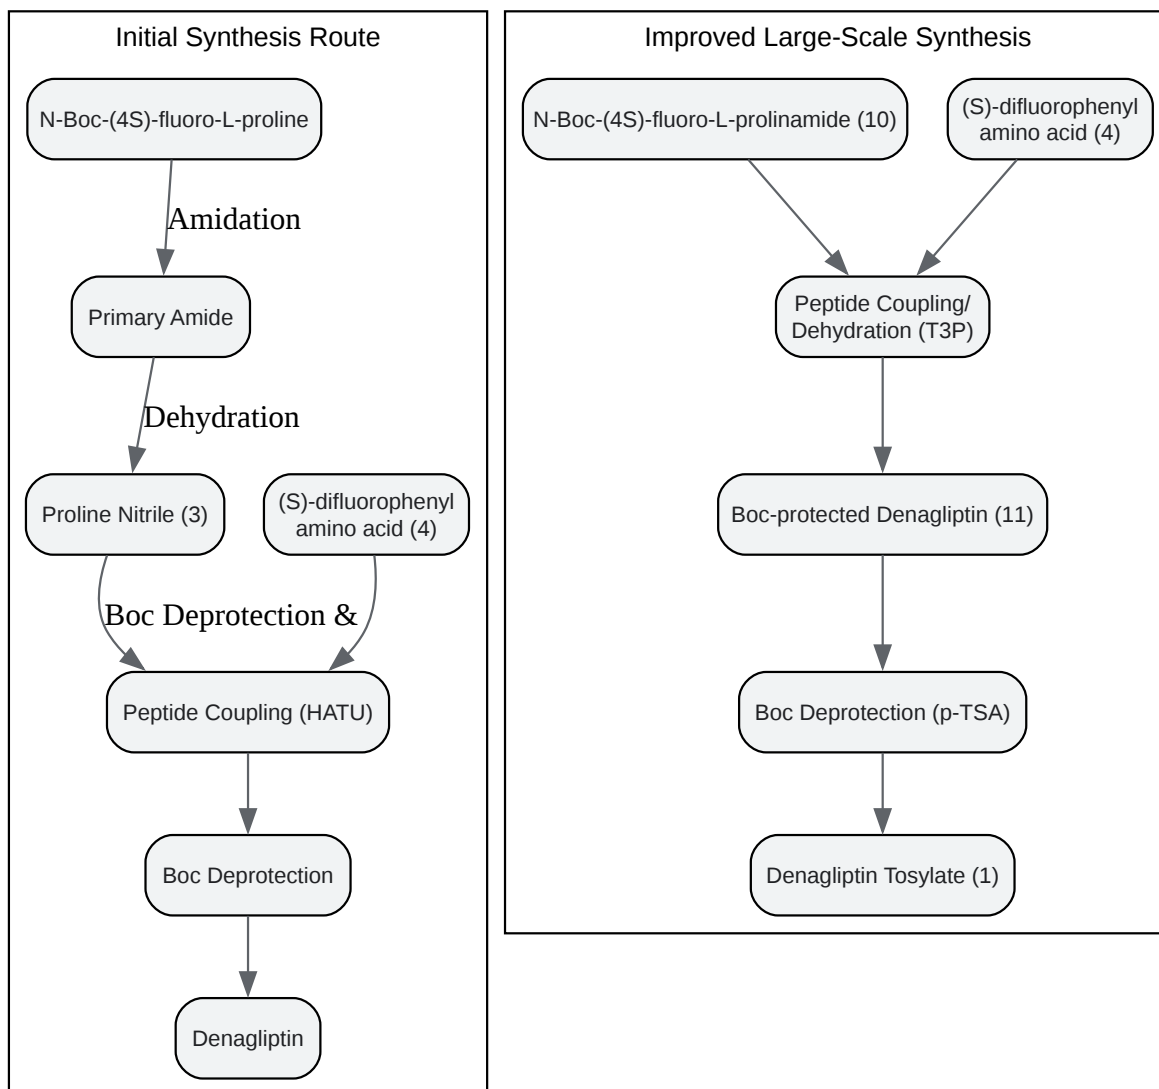 Initial Synthesis Route
N-Boc-(4S)-fluoro-L-proline
Amidation
Primary Amide
Dehydration
Proline Nitrile (3)
(S)-difluorophenyl
amino acid (4)
Boc Deprotection &
Peptide Coupling (HATU)
Boc Deprotection
Denagliptin
Improved Large-Scale Synthesis
N-Boc-(4S)-fluoro-L-prolinamide (10)
(S)-difluorophenyl
amino acid (4)
Peptide Coupling/
Dehydration (T3P)
Boc-protected Denagliptin (11)
Boc Deprotection (p-TSA)
Denagliptin Tosylate (1)